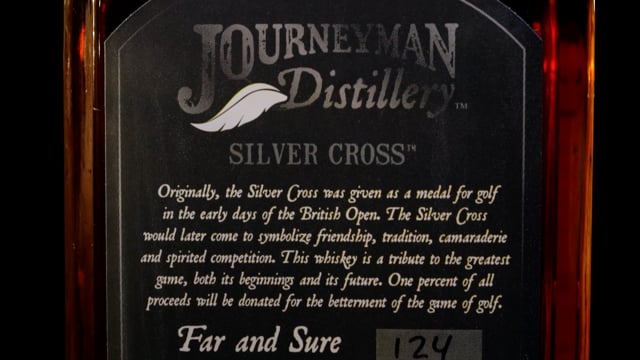 JOURNEYMAN
Distillery™
SILVER CROSS™
Originally, the Silver Cross was given as a medal for golf
in the early days of the British Open. The Silver Cross
would later come to symbolize friendship, tradition, camaraderie
and spirited competition. This whiskey is a tribute to the greatest
game, both its beginnings and its future. One percent of all
proceeds will be donated for the betterment of the game of golf.
Far and Sure 124